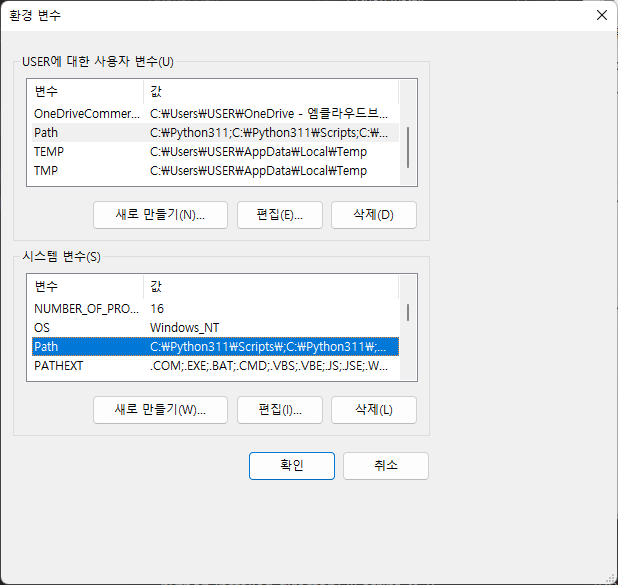 환경 변수
USER에 대한 사용자 변수(U)
변수 값
OneDriveCommer... C:₩Users₩USER₩OneDrive - 엠클라우드브...
Path C:₩Python311;C:₩Python311₩Scripts;C:₩...
TEMP C:₩Users₩USER₩AppData₩Local₩Temp
TMP C:₩Users₩USER₩AppData₩Local₩Temp
새로 만들기(N)... 편집(E)... 삭제(D)
시스템 변수(S)
변수 값
NUMBER_OF_PRO... 16
OS Windows_NT
Path C:₩Python311₩Scripts₩;C:₩Python311₩;...
PATHEXT .COM;.EXE;.BAT;.CMD;.VBS;.VBE;.JS;.JSE;.W...
새로 만들기(W)... 편집(I)... 삭제(L)
확인 취소